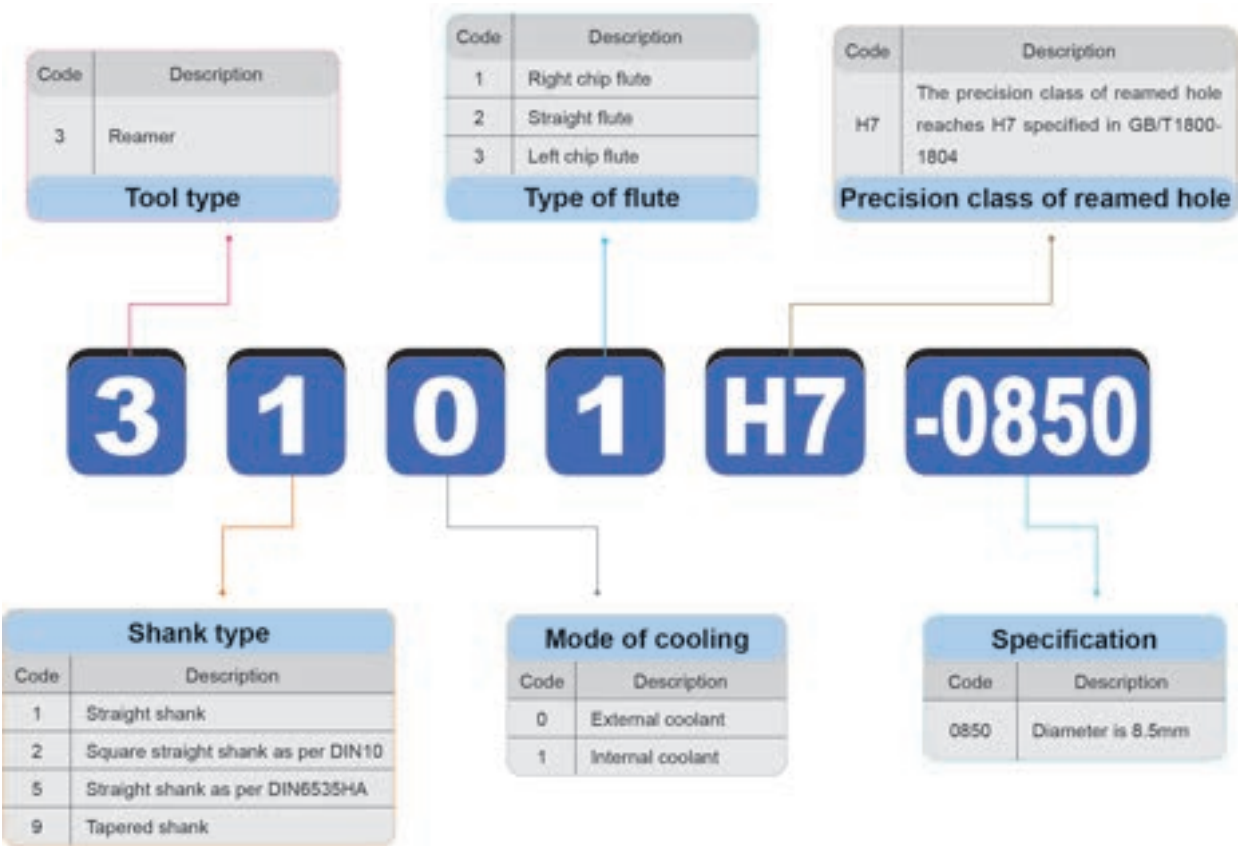 Code Description
3 Reamer
Tool type
Code Description
1 Right chip flute
2 Straight flute
3 Left chip flute
Type of flute
Code Description
H7 The precision class of reamed hole
reaches H7 specified in GB/T1800-
1804
Precision class of reamed hole
3 1 0 1 H7 -0850
Shank type
Code Description
1 Straight shank
2 Square straight shank as per DIN10
5 Straight shank as per DIN6535HA
9 Tapered shank
Mode of cooling
Code Description
0 External coolant
1 Internal coolant
Specification
Code Description
0850 Diameter is 8.5mm